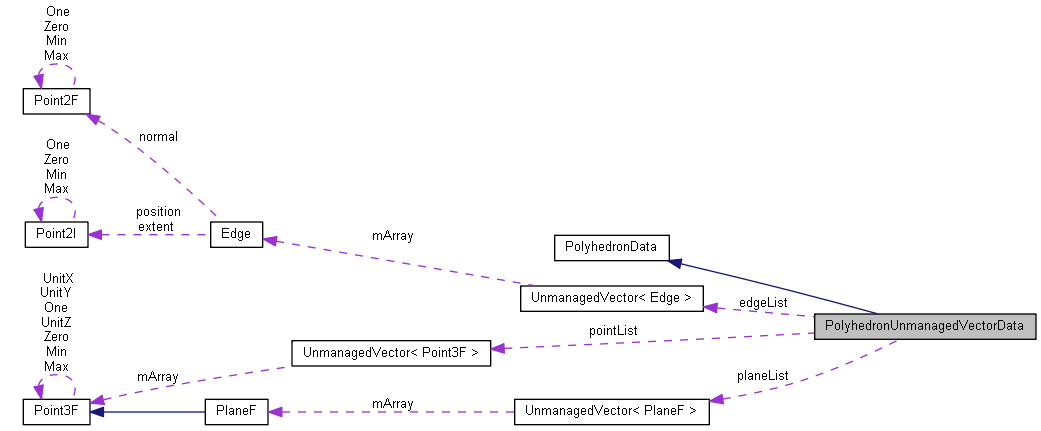 One
Zero
Min
Max
Point2F
normal
One
Zero
Min
Max
Point2I
position
extent
Edge
mArray
PolyhedronData
UnmanagedVector< Edge >
edgeList
PolyhedronUnmanagedVectorData
UnitX
UnitY
One
UnitZ
Zero
Min
Max
Point3F
mArray
UnmanagedVector< Point3F >
pointList
planeList
PlaneF
mArray
UnmanagedVector< PlaneF >